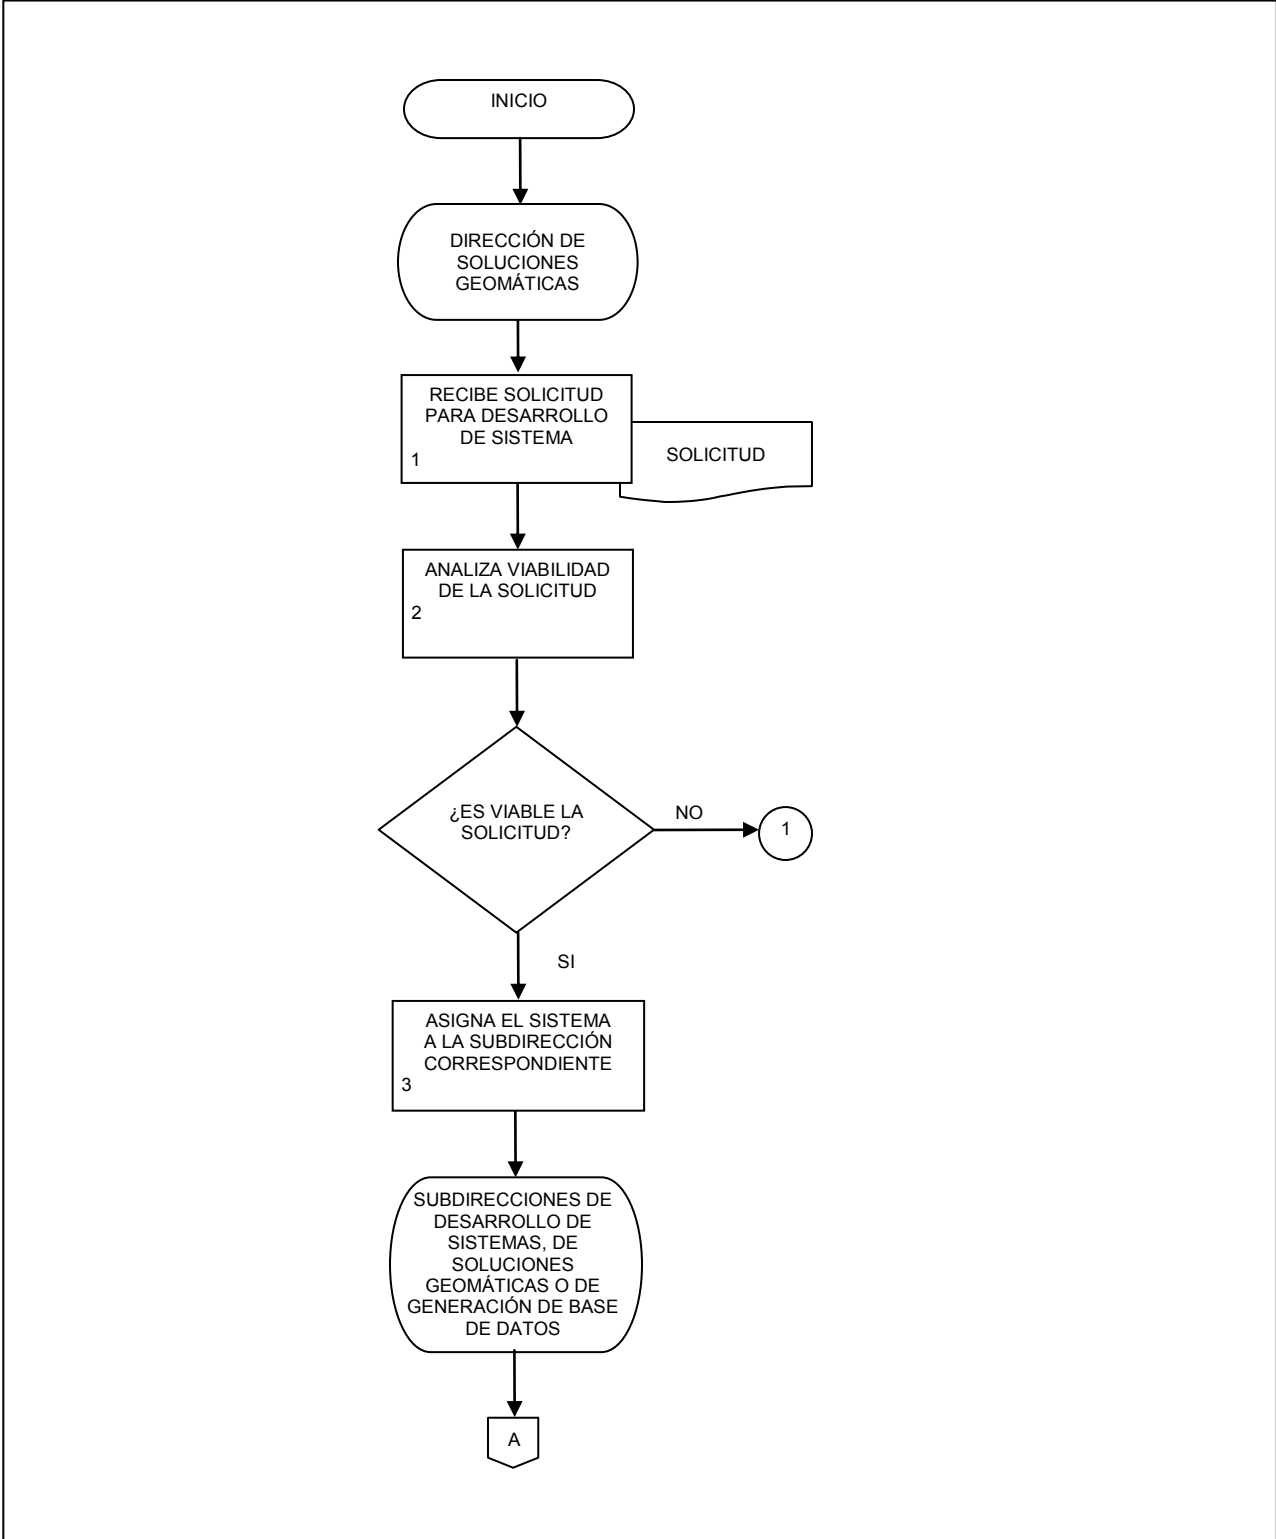 INICIO
DIRECCIÓN DE
SOLUCIONES
GEOMÁTICAS
RECIBE SOLICITUD
PARA DESARROLLO
DE SISTEMA
1
SOLICITUD
ANALIZA VIABILIDAD
DE LA SOLICITUD
2
¿ES VIABLE LA
SOLICITUD?
NO
1
SI
ASIGNA EL SISTEMA
A LA SUBDIRECCIÓN
CORRESPONDIENTE
3
SUBDIRECCIONES DE
DESARROLLO DE
SISTEMAS, DE
SOLUCIONES
GEOMÁTICAS O DE
GENERACIÓN DE BASE
DE DATOS
A